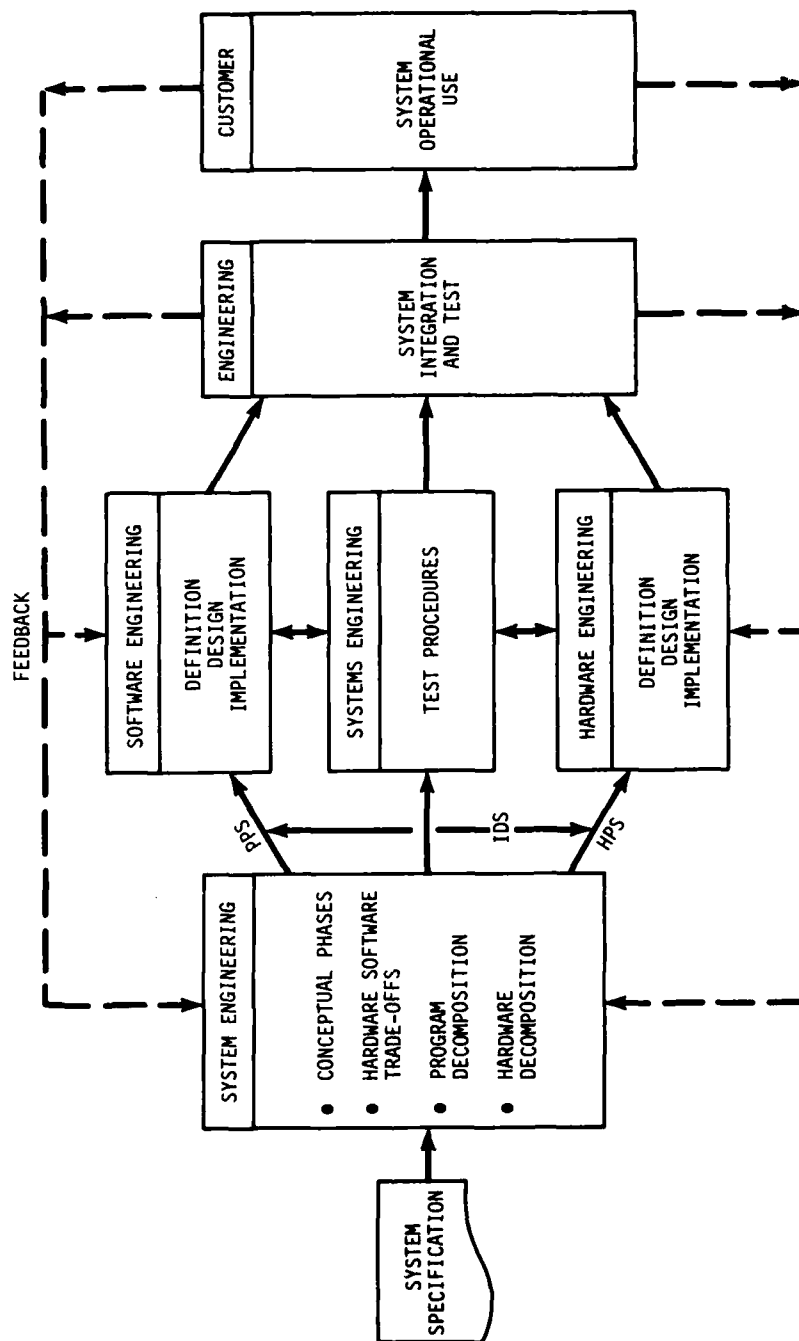 FEEDBACK
SYSTEM
SPECIFICATION
SYSTEM ENGINEERING
● CONCEPTUAL PHASES
● HARDWARE SOFTWARE
TRADE-OFFS
● PROGRAM
DECOMPOSITION
● HARDWARE
DECOMPOSITION
PPS
IDS
HPS
SOFTWARE ENGINEERING
DEFINITION
DESIGN
IMPLEMENTATION
SYSTEMS ENGINEERING
TEST PROCEDURES
HARDWARE ENGINEERING
DEFINITION
DESIGN
IMPLEMENTATION
ENGINEERING
SYSTEM
INTEGRATION
AND TEST
CUSTOMER
SYSTEM
OPERATIONAL
USE